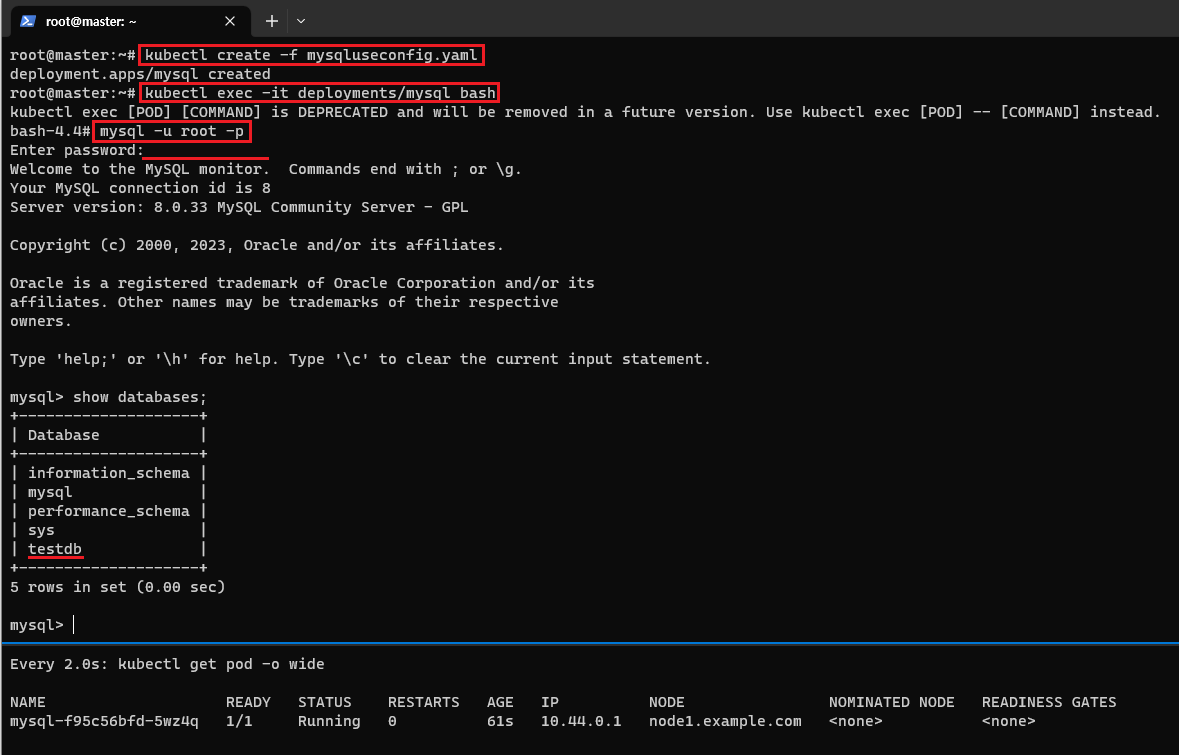 root@master: ~
root@master:~# kubectl create -f mysqluseconfig.yaml
deployment.apps/mysql created
root@master:~# kubectl exec -it deployments/mysql bash
kubectl exec [POD] [COMMAND] is DEPRECATED and will be removed in a future version. Use kubectl exec [POD] -- [COMMAND] instead.
bash-4.4# mysql -u root -p
Enter password:
Welcome to the MySQL monitor.  Commands end with ; or \g.
Your MySQL connection id is 8
Server version: 8.0.33 MySQL Community Server - GPL
Copyright (c) 2000, 2023, Oracle and/or its affiliates.
Oracle is a registered trademark of Oracle Corporation and/or its
affiliates. Other names may be trademarks of their respective
owners.
Type 'help;' or '\h' for help. Type '\c' to clear the current input statement.
mysql> show databases;
+--------------------+
| Database           |
+--------------------+
| information_schema |
| mysql              |
| performance_schema |
| sys                |
| testdb             |
+--------------------+
5 rows in set (0.00 sec)
mysql>
Every 2.0s: kubectl get pod -o wide
NAME                    READY   STATUS    RESTARTS   AGE   IP          NODE                NOMINATED NODE   READINESS GATES
mysql-f95c56bfd-5wz4q   1/1     Running   0          61s   10.44.0.1   node1.example.com   <none>           <none>